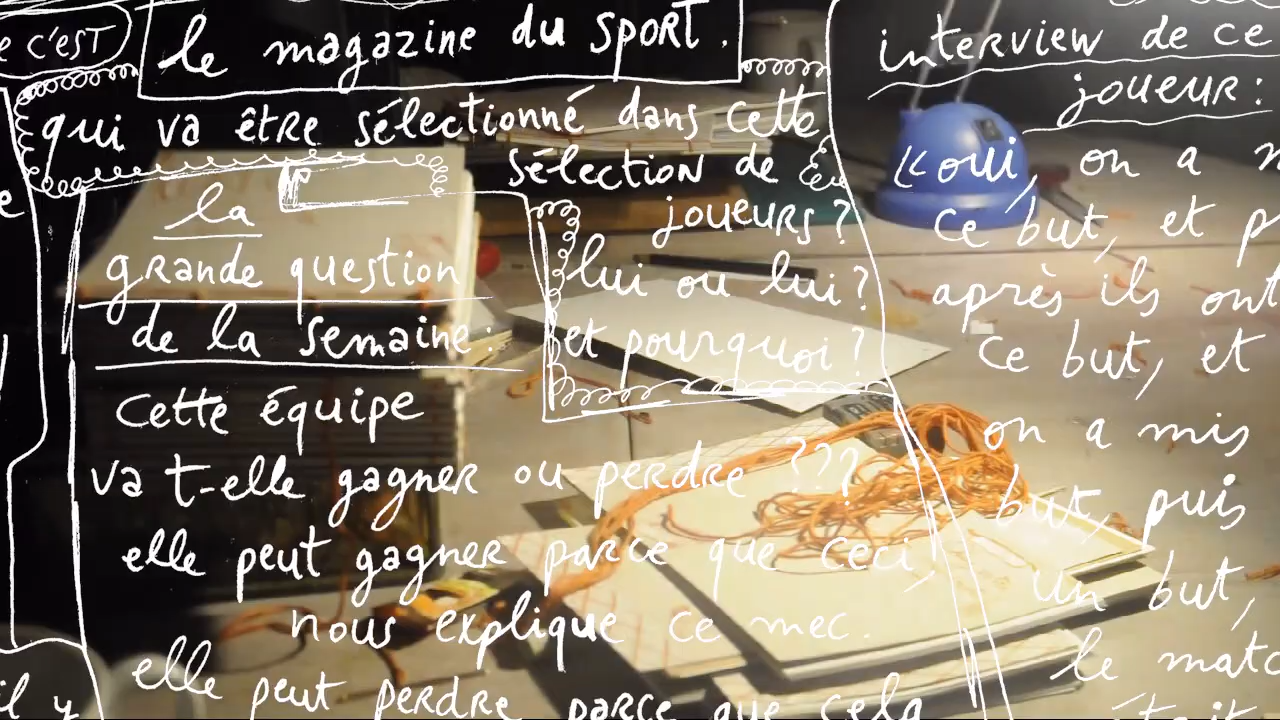 e c'est
le magazine du sport.
qui va être sélectionné dans cette
sélection de
joueurs?
lui ou lui?
et pourquoi?
la
grande question
de la semaine:
Cette équipe
va t-elle gagner ou perdre ???
elle peut gagner parce que ceci,
nous explique ce mec.
elle peut perdre parce que cela
il y
interview de ce
joueur:
«oui, on a m
ce but, et p
après ils ont
ce but, et
on a mis
but, puis
un but,
le matc
était